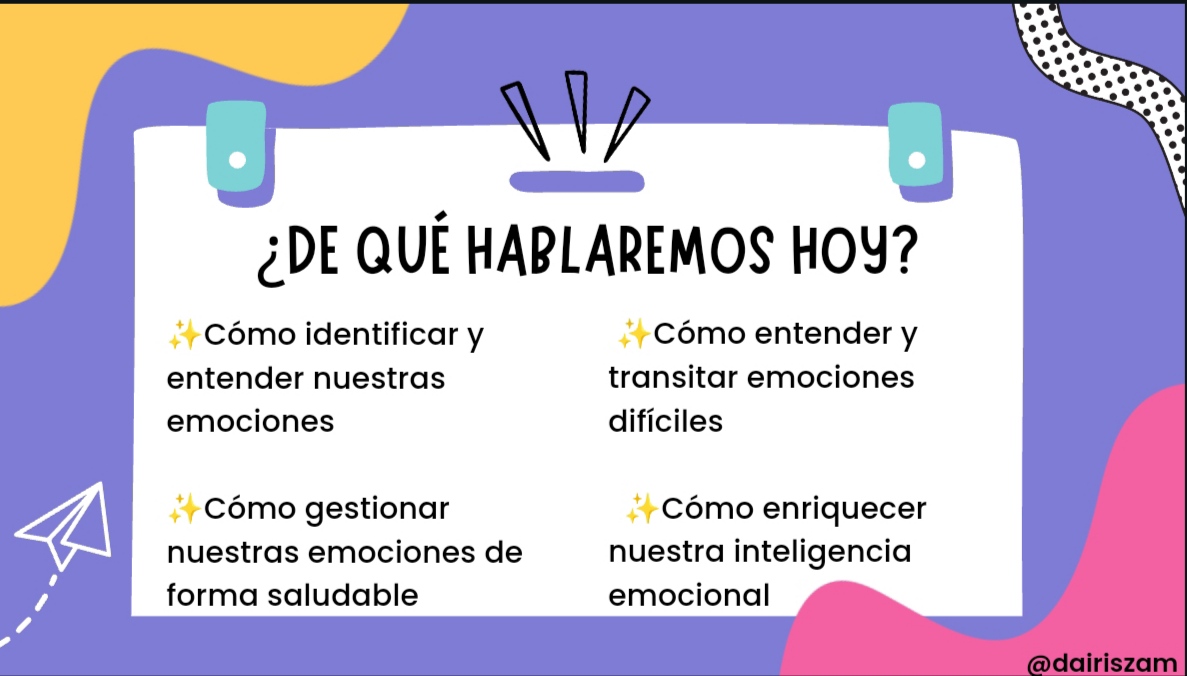 ¿DE QUÉ HABLAREMOS HOY?
✨Cómo identificar y
entender nuestras
emociones
✨Cómo gestionar
nuestras emociones de
forma saludable
✨Cómo entender y
transitar emociones
difíciles
✨Cómo enriquecer
nuestra inteligencia
emocional
@dairiszam